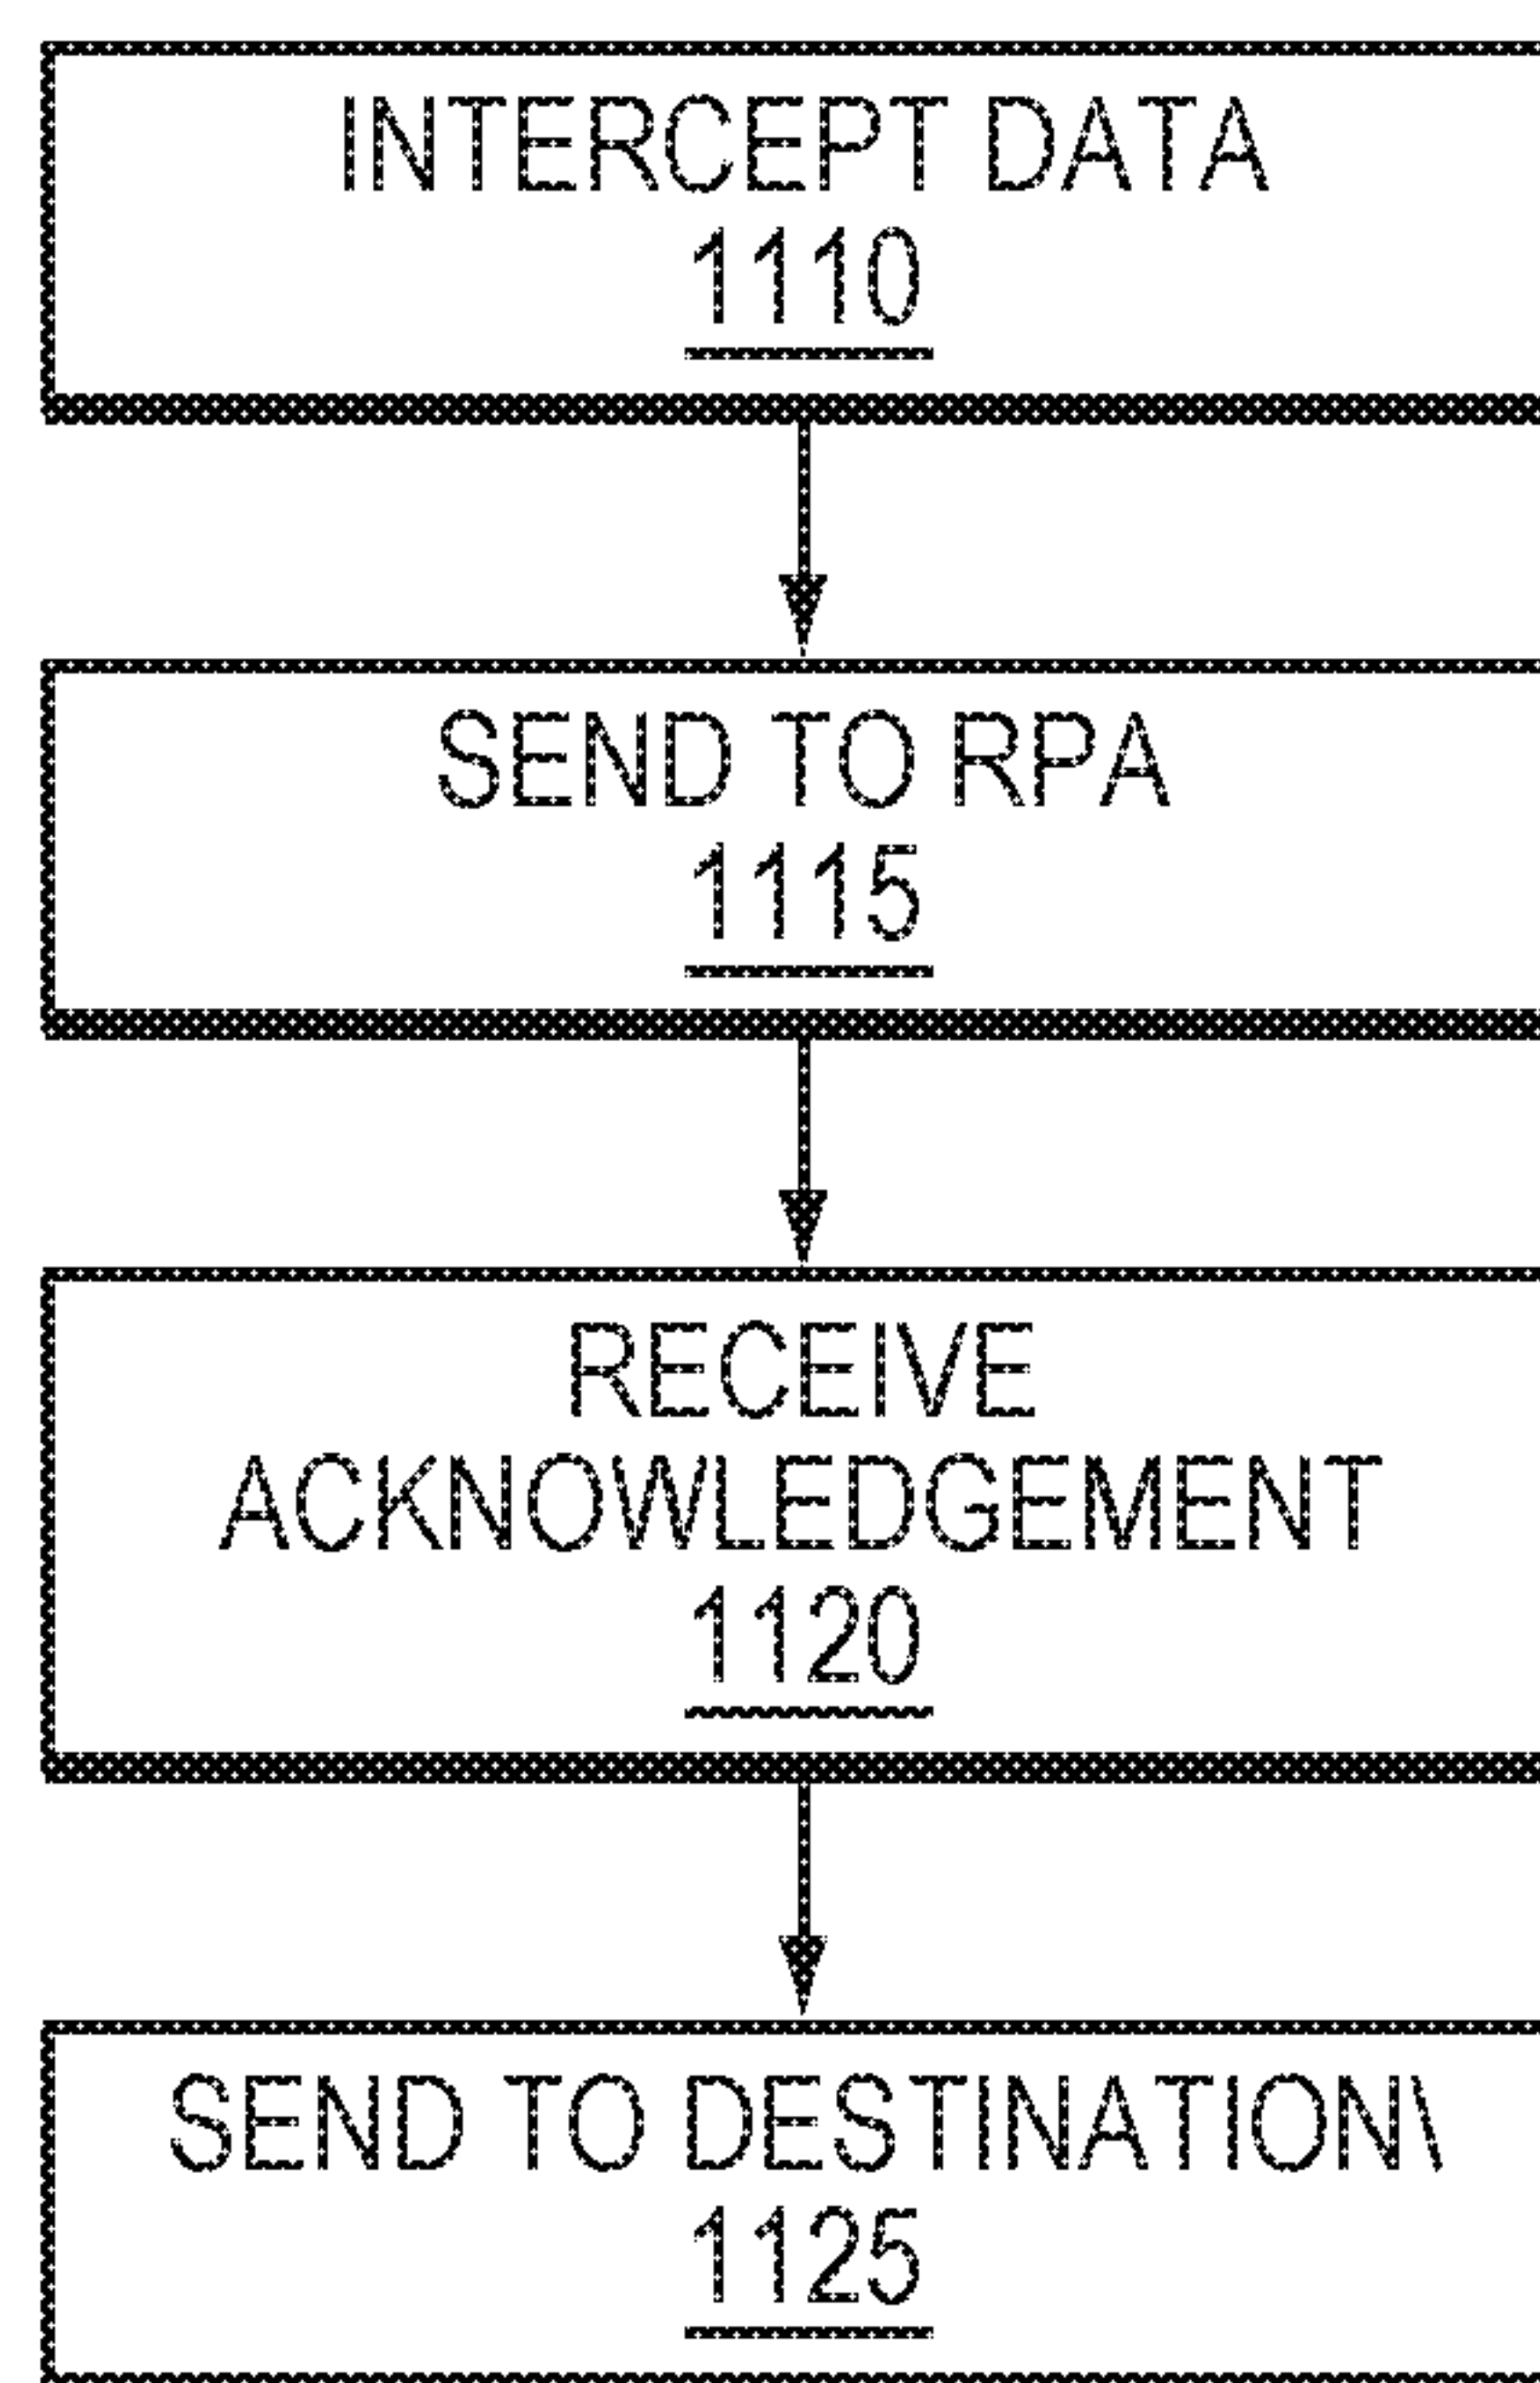 INTERCEPT DATA
1110
SEND TO RPA
1115
RECEIVE
ACKNOWLEDGEMENT
1120
SEND TO DESTINATION\
1125